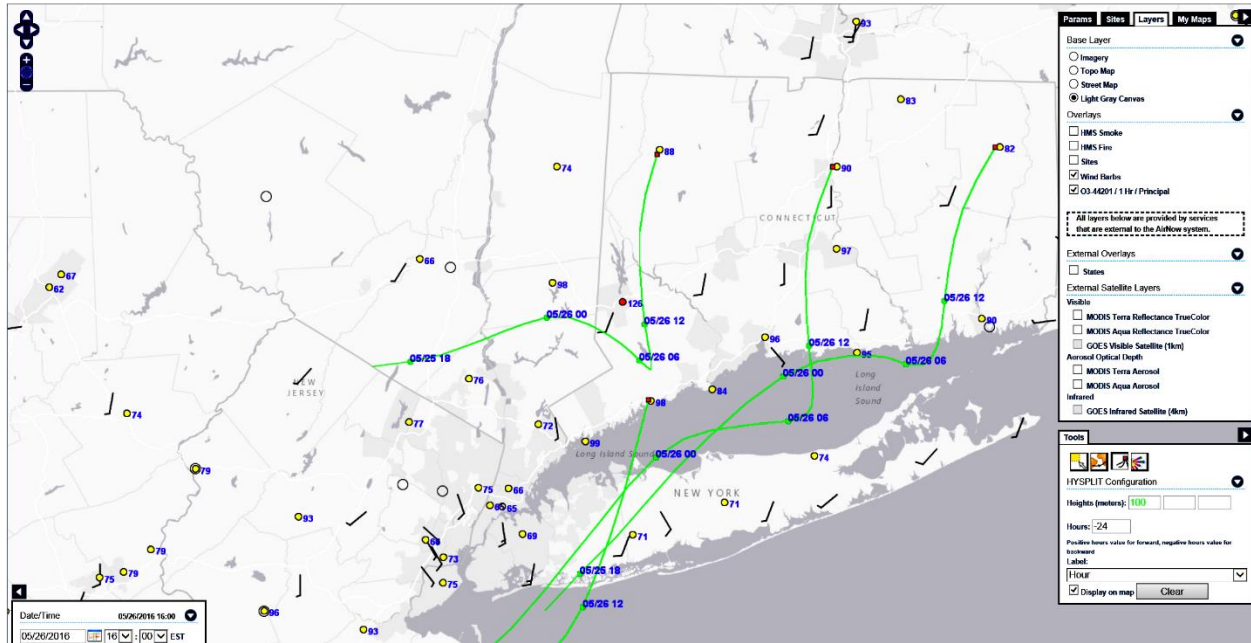 93
83
88
74
90
82
CONNECTICUT
97
66
67
62
98
126
05/26 00
05/26 12
05/26 12
90
96
05/26 12
95
05/25 18
05/26 06
05/26 00
05/26 06
Long
Island
Sound
76
NEW
JERSEY
84
98
74
77
72
05/26 06
99
Long Island Sound
05/26 00
74
79
75
66
NEW YORK
65
71
93
69
71
68
79
73
75
79
75
05/25 18
05/26 12
96
93
Date/Time
05/26/2016 16:00
05/26/2016
16
:
00
EST
Params
Sites
Layers
My Maps
Base Layer
Imagery
Topo Map
Street Map
Light Gray Canvas
Overlays
HMS Smoke
HMS Fire
Sites
Wind Barbs
O3-44201 / 1 Hr / Principal
All layers below are provided by services
that are external to the AirNow system.
External Overlays
States
External Satellite Layers
Visible
MODIS Terra Reflectance TrueColor
MODIS Aqua Reflectance TrueColor
GOES Visible Satellite (1km)
Aerosol Optical Depth
MODIS Terra Aerosol
MODIS Aqua Aerosol
Infrared
GOES Infrared Satellite (4km)
Tools
HYSPLIT Configuration
Heights (meters): 100
Hours: -24
Positive hours value for forward, negative hours value for
backward
Label:
Hour
Display on map
Clear